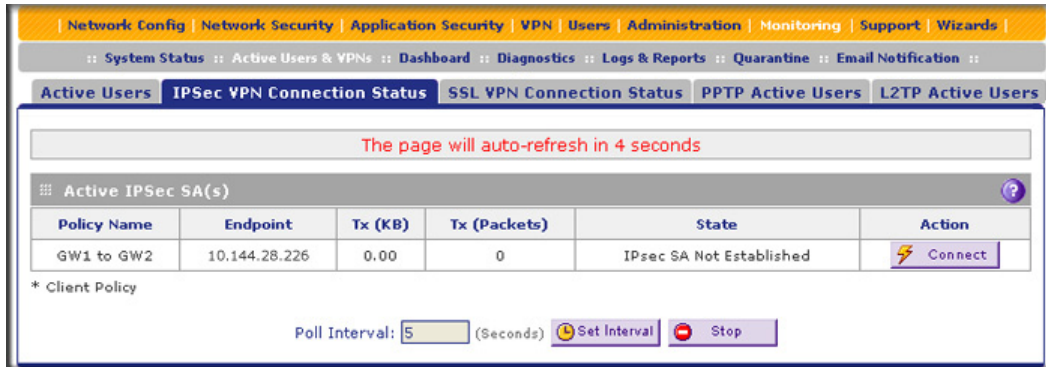 | Network Config | Network Security | Application Security | VPN | Users | Administration | Monitoring | Support | Wizards |
:: System Status :: Active Users & VPNs :: Dashboard :: Diagnostics :: Logs & Reports :: Quarantine :: Email Notification ::
Active Users IPSec VPN Connection Status SSL VPN Connection Status PPTP Active Users L2TP Active Users
The page will auto-refresh in 4 seconds
Active IPSec SA(s) ?
Policy Name Endpoint Tx (KB) Tx (Packets) State Action
GW1 to GW2 10.144.28.226 0.00 0 IPsec SA Not Established Connect
* Client Policy
Poll Interval: 5 (Seconds) Set Interval Stop